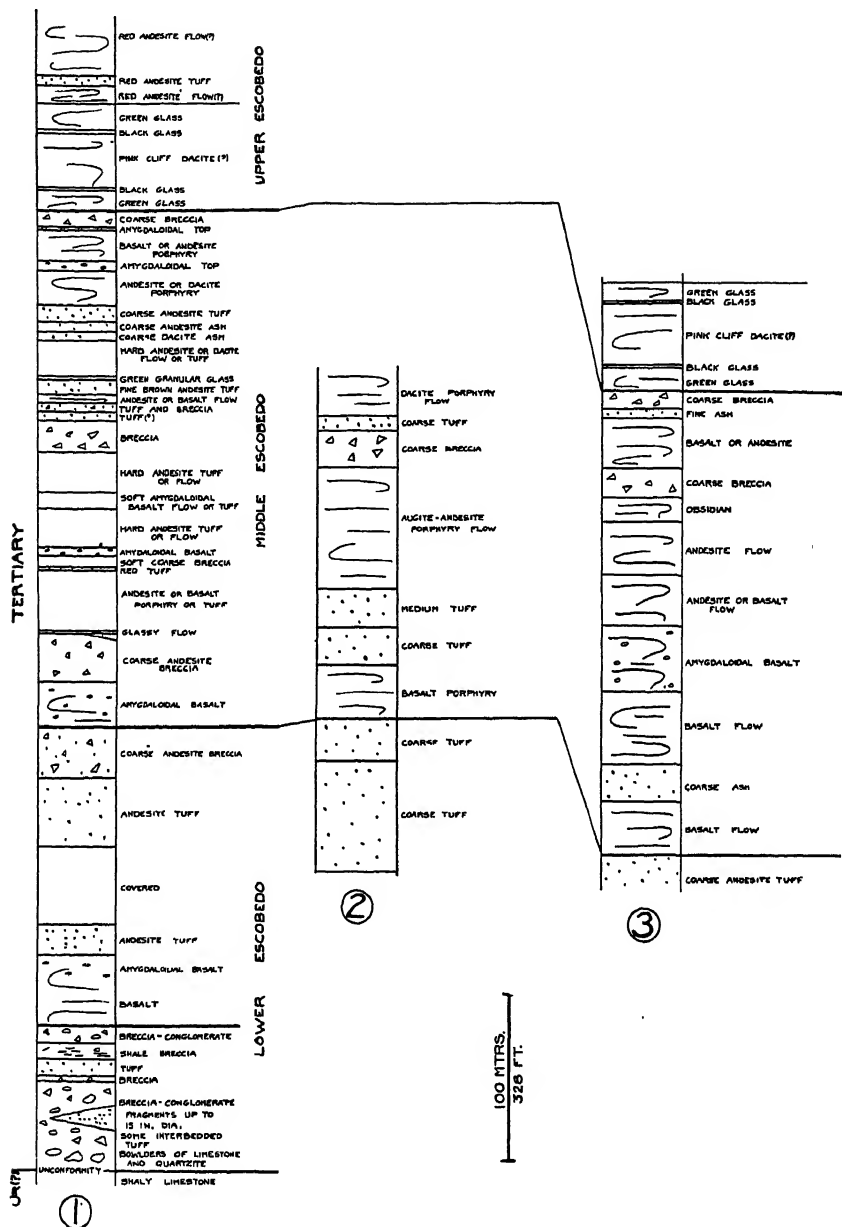 RED ANDESITE FLOW(?)
RED ANDESITE TUFF
RED ANDESITE FLOW(?)
GREEN GLASS
BLACK GLASS
PINK CLIFF DACITE(?)
BLACK GLASS
GREEN GLASS
COARSE BRECCIA
AMYGDALOIDAL TOP
BASALT OR ANDESITE
PORPHYRY
AMYGDALOIDAL TOP
ANDESITE OR DACITE
PORPHYRY
COARSE ANDESITE TUFF
COARSE ANDESITE ASH
COARSE DACITE ASH
HARD ANDESITE OR DACITE
FLOW OR TUFF
GREEN GRANULAR GLASS
FINE BROWN ANDESITE TUFF
ANDESITE OR BASALT FLOW
TUFF AND BRECCIA
TUFF(?)
BRECCIA
HARD ANDESITE TUFF
OR FLOW
SOFT AMYGDALOIDAL
BASALT FLOW OR TUFF
HARD ANDESITE TUFF
OR FLOW
AMYDALOIDAL BASALT
SOFT COARSE BRECCIA
RED TUFF
ANDESITE OR BASALT
PORPHYRY OR TUFF
GLASSEY FLOW
COARSE ANDESITE
BRECCIA
AMYGDALOIDAL BASALT
COARSE ANDESITE BRECCIA
ANDESITE TUFF
COVERED
ANDESITE TUFF
AMYGDALOIDAL BASALT
BASALT
BRECCIA-CONGLOMERATE
SHALE BRECCIA
TUFF
BRECCIA
BRECCIA-CONGLOMERATE
FRAGMENTS UP TO
15 IN. DIA.
SOME INTERBEDDED
TUFF
BOWLDERS OF LIMESTONE
AND QUARTZITE
UNCONFORMITY
SHALY LIMESTONE
TERTIARY
JR(?)
UPPER ESCOBEDO
MIDDLE ESCOBEDO
LOWER ESCOBEDO
1
DACITE PORPHYRY
FLOW
COARSE TUFF
COARSE BRECCIA
AUGITE-ANDESITE
PORPHYRY FLOW
MEDIUM TUFF
COARSE TUFF
BASALT PORPHYRY
COARSE TUFF
COARSE TUFF
2
GREEN GLASS
BLACK GLASS
PINK CLIFF DACITE(?)
BLACK GLASS
GREEN GLASS
COARSE BRECCIA
FINE ASH
BASALT OR ANDESITE
COARSE BRECCIA
OBSIDIAN
ANDESITE FLOW
ANDESITE OR BASALT
FLOW
AMYGDALOIDAL BASALT
BASALT FLOW
COARSE ASH
BASALT FLOW
COARSE ANDESITE TUFF
3
100 MTRS.
328 FT.